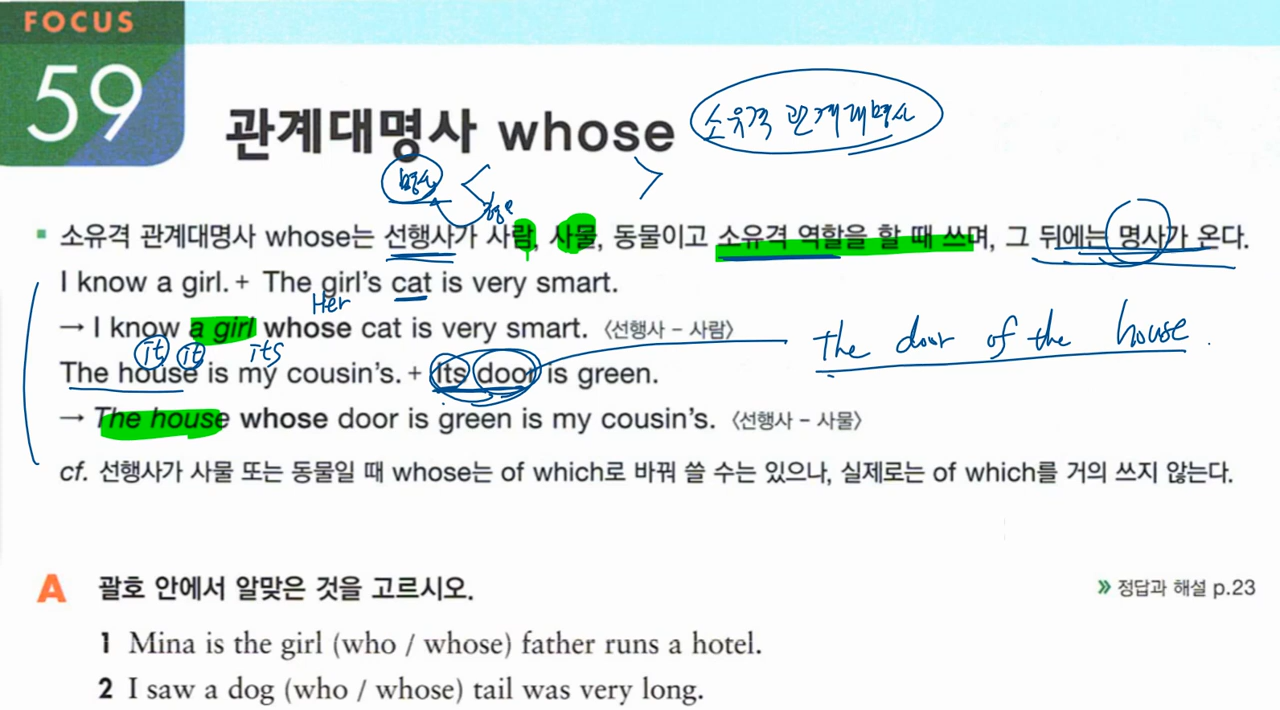 FOCUS
59
관계대명사 whose
소유격 관계대명사
명사
■ 소유격 관계대명사 whose는 선행사가 사람, 사물, 동물이고 소유격 역할을 할 때 쓰며, 그 뒤에는 명사가 온다.
I know a girl. + The girl's cat is very smart.
Her
→ I know a girl whose cat is very smart. 〈선행사 – 사람〉
the door of the house.
it it its
The house is my cousin's. + Its door is green.
→ The house whose door is green is my cousin's. 〈선행사 – 사물〉
cf. 선행사가 사물 또는 동물일 때 whose는 of which로 바꿔 쓸 수는 있으나, 실제로는 of which를 거의 쓰지 않는다.
A 괄호 안에서 알맞은 것을 고르시오.
» 정답과 해설 p.23
1 Mina is the girl (who / whose) father runs a hotel.
2 I saw a dog (who / whose) tail was very long.